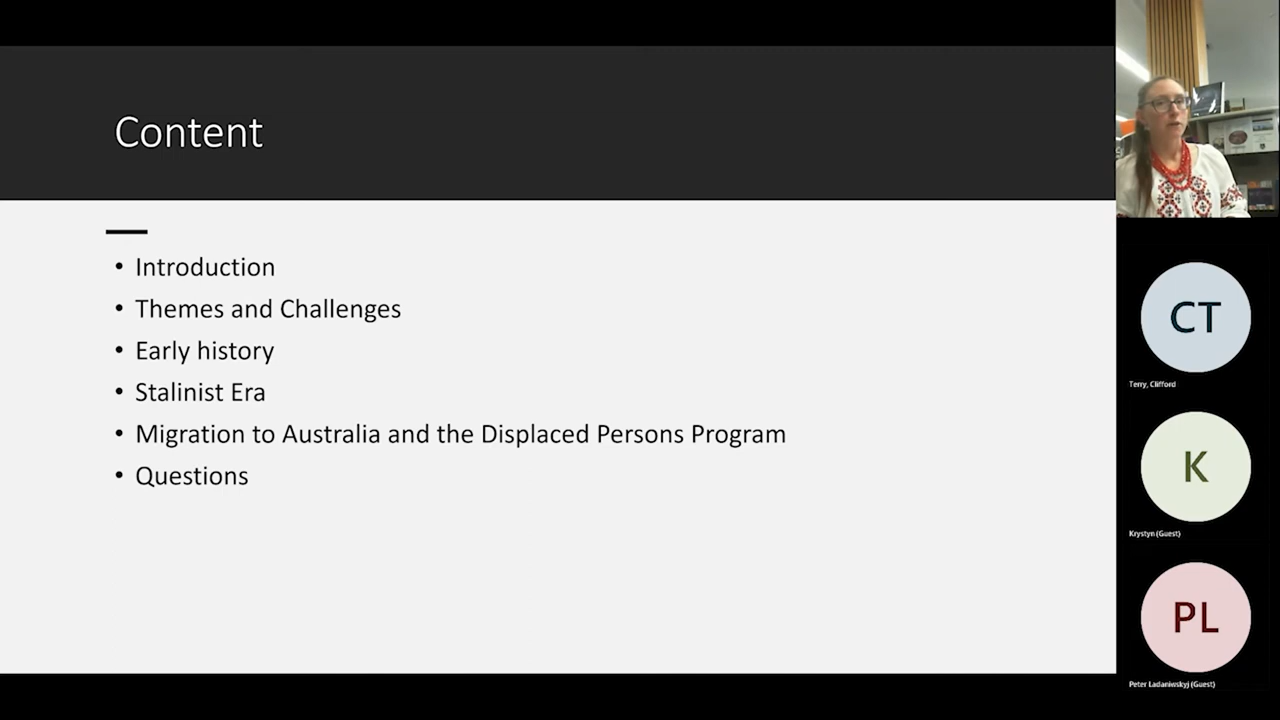 Content
• Introduction
• Themes and Challenges
• Early history
• Stalinist Era
• Migration to Australia and the Displaced Persons Program
• Questions
CT
Terry, Clifford
K
Krystyn (Guest)
PL
Peter Ladaniwskyj (Guest)